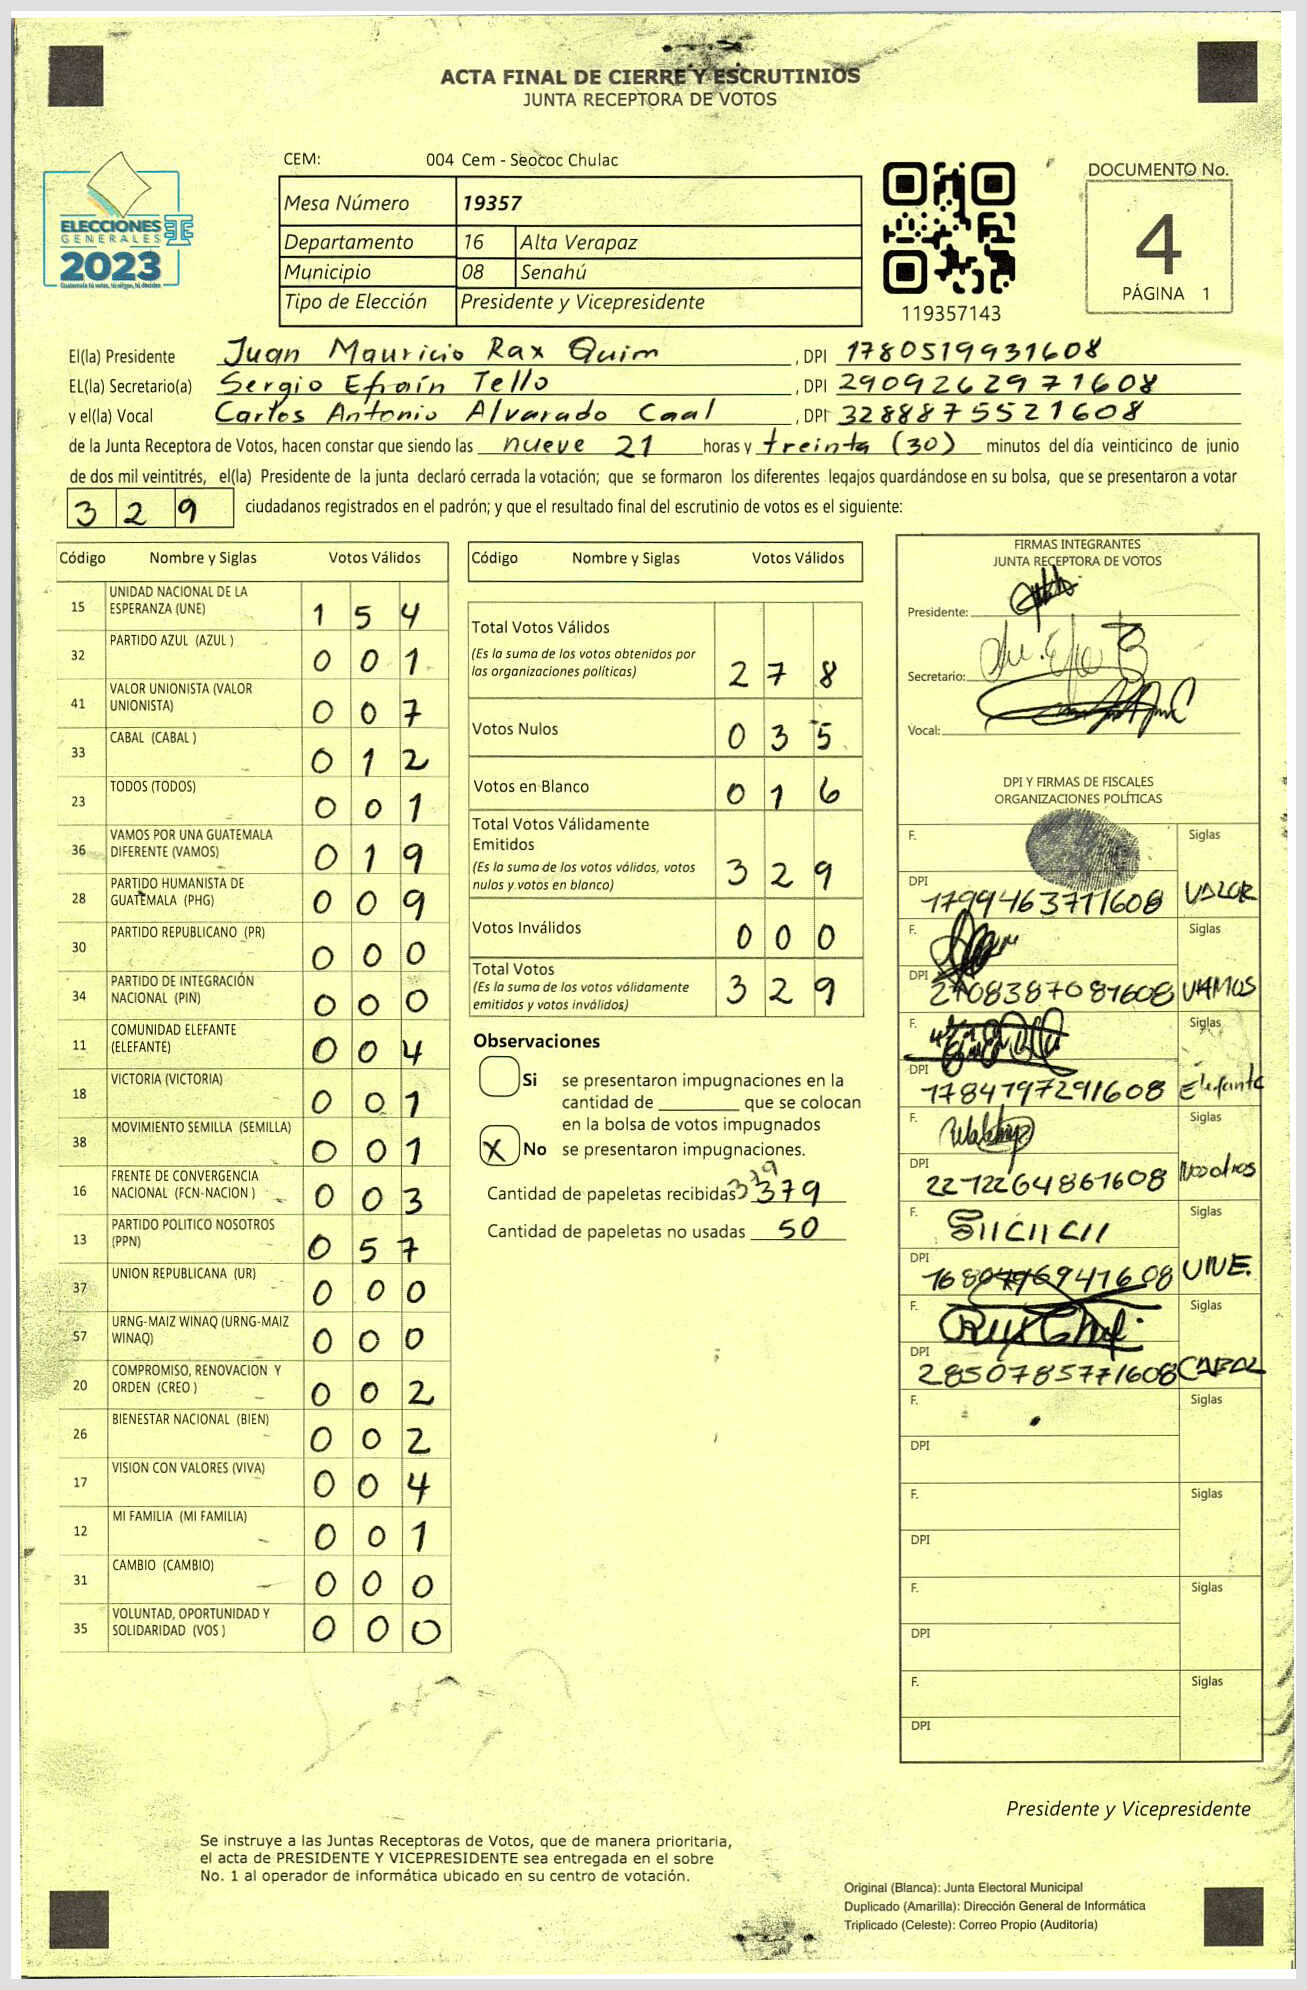 ACTA FINAL DE CIERRE Y ESCRUTINIOS
JUNTA RECEPTORA DE VOTOS
CEM: 004 Cem - Seococ Chulac
ELECCIONES
GENERALES
2023
Guatemala tú votas, tú eliges, tú decides
Mesa Número 19357
Departamento 16 Alta Verapaz
Municipio 08 Senahú
Tipo de Elección Presidente y Vicepresidente
119357143
DOCUMENTO No.
4
PÁGINA 1
El(la) Presidente Juan Mauricio Rax Quim , DPI 1780519931608
EL(la) Secretario(a) Sergio Efraín Tello , DPI 2909262971608
y el(la) Vocal Carlos Antonio Alvarado Caal , DPI 3288875521608
de la Junta Receptora de Votos, hacen constar que siendo las nueve 21 horas y treinta (30) minutos del día veinticinco de junio
de dos mil veintitrés, el(la) Presidente de la junta declaró cerrada la votación; que se formaron los diferentes legajos quardándose en su bolsa, que se presentaron a votar
329 ciudadanos registrados en el padrón; y que el resultado final del escrutinio de votos es el siguiente:
Código Nombre y Siglas Votos Válidos
15 UNIDAD NACIONAL DE LA ESPERANZA (UNE) 1 5 4
32 PARTIDO AZUL (AZUL ) 0 0 1
41 VALOR UNIONISTA (VALOR UNIONISTA) 0 0 7
33 CABAL (CABAL ) 0 1 2
23 TODOS (TODOS) 0 0 1
36 VAMOS POR UNA GUATEMALA DIFERENTE (VAMOS) 0 1 9
28 PARTIDO HUMANISTA DE GUATEMALA (PHG) 0 0 9
30 PARTIDO REPUBLICANO (PR) 0 0 0
34 PARTIDO DE INTEGRACIÓN NACIONAL (PIN) 0 0 0
11 COMUNIDAD ELEFANTE (ELEFANTE) 0 0 4
18 VICTORIA (VICTORIA) 0 0 1
38 MOVIMIENTO SEMILLA (SEMILLA) 0 0 1
16 FRENTE DE CONVERGENCIA NACIONAL (FCN-NACION ) 0 0 3
13 PARTIDO POLITICO NOSOTROS (PPN) 0 5 7
37 UNION REPUBLICANA (UR) 0 0 0
57 URNG-MAIZ WINAQ (URNG-MAIZ WINAQ) 0 0 0
20 COMPROMISO, RENOVACION Y ORDEN (CREO ) 0 0 2
26 BIENESTAR NACIONAL (BIEN) 0 0 2
17 VISION CON VALORES (VIVA) 0 0 4
12 MI FAMILIA (MI FAMILIA) 0 0 1
31 CAMBIO (CAMBIO) 0 0 0
35 VOLUNTAD, OPORTUNIDAD Y SOLIDARIDAD (VOS ) 0 0 0
Código Nombre y Siglas Votos Válidos
Total Votos Válidos
(Es la suma de los votos obtenidos por
las organizaciones políticas) 2 7 8
Votos Nulos 0 3 5
Votos en Blanco 0 1 6
Total Votos Válidamente
Emitidos
(Es la suma de los votos válidos, votos
nulos y votos en blanco) 3 2 9
Votos Inválidos 0 0 0
Total Votos
(Es la suma de los votos válidamente
emitidos y votos inválidos) 3 2 9
Observaciones
Si se presentaron impugnaciones en la
cantidad de ________ que se colocan
en la bolsa de votos impugnados
X No se presentaron impugnaciones.
379
Cantidad de papeletas recibidas 379
Cantidad de papeletas no usadas 50
FIRMAS INTEGRANTES
JUNTA RECEPTORA DE VOTOS
Presidente:
Secretario:
Vocal:
DPI Y FIRMAS DE FISCALES
ORGANIZACIONES POLÍTICAS
F. Siglas
DPI 1799463711608 VALOR
F. Siglas
DPI 2708387081608 VAMOS
F. Siglas
DPI 1784797291608 Elefante
F. Siglas
DPI 2272264861608 Nosotros
F. Siglas
DPI UNE.
F. Siglas
DPI 2850785771608 CABAL
F. Siglas
DPI
F. Siglas
DPI
F. Siglas
DPI
F. Siglas
DPI
Presidente y Vicepresidente
Se instruye a las Juntas Receptoras de Votos, que de manera prioritaria,
el acta de PRESIDENTE Y VICEPRESIDENTE sea entregada en el sobre
No. 1 al operador de informática ubicado en su centro de votación.
Original (Blanca): Junta Electoral Municipal
Duplicado (Amarilla): Dirección General de Informática
Triplicado (Celeste): Correo Propio (Auditoría)